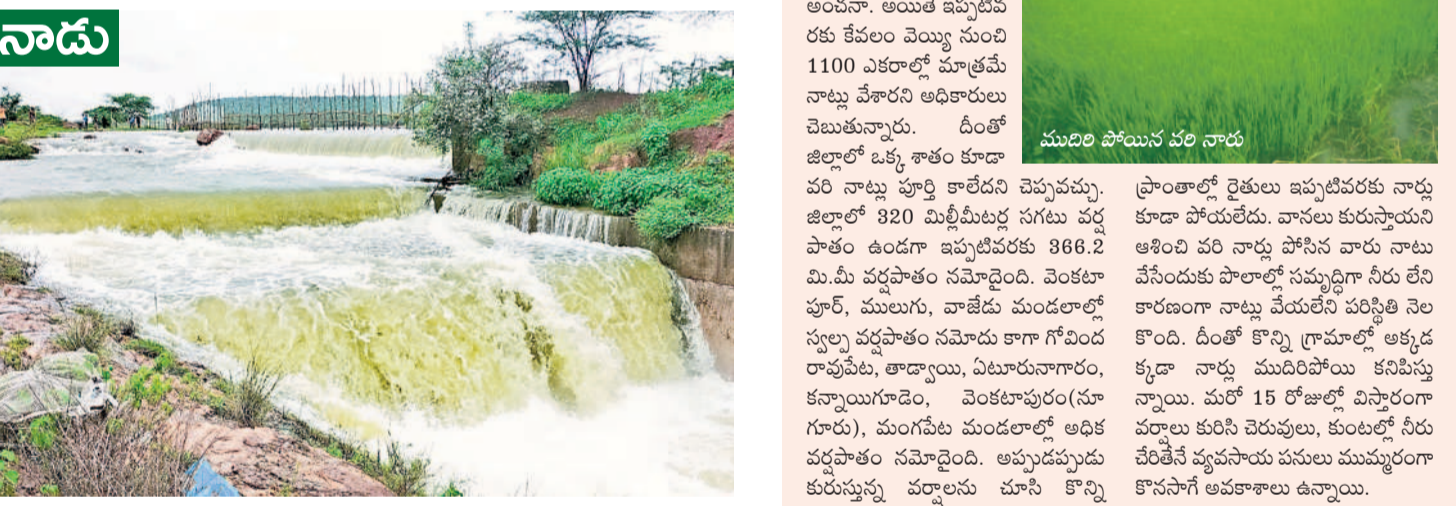 నాడు
అంచనా. అయితే ఇప్పటివ
రకు కేవలం వెయ్యి నుంచి
1100 ఎకరాల్లో మాత్రమే
నాట్లు వేశారని అధికారులు
చెబుతున్నారు. దీంతో
జిల్లాలో ఒక్క శాతం కూడా
వరి నాట్లు పూర్తి కాలేదని చెప్పవచ్చు.
జిల్లాలో 320 మిల్లీమీటర్ల సగటు వర్ష
పాతం ఉండగా ఇప్పటివరకు 366.2
మి.మీ వర్షపాతం నమోదైంది. వెంకటా
పూర్, ములుగు, వాజేడు మండలాల్లో
స్వల్ప వర్షపాతం నమోదు కాగా గోవింద
రావుపేట, తాడ్వాయి, ఏటూరునాగారం,
కన్నాయిగూడెం, వెంకటాపురం(నూ
గూరు), మంగపేట మండలాల్లో అధిక
వర్షపాతం నమోదైంది. అప్పుడప్పుడు
కురుస్తున్న వర్షాలను చూసి కొన్ని
ముదిరి పోయిన వరి నారు
ప్రాంతాల్లో రైతులు ఇప్పటివరకు నార్లు
కూడా పోయలేదు. వానలు కురుస్తాయని
ఆశించి వరి నార్లు పోసిన వారు నాటు
వేసేందుకు పొలాల్లో సమృద్ధిగా నీరు లేని
కారణంగా నాట్లు వేయలేని పరిస్థితి నెల
కొంది. దీంతో కొన్ని గ్రామాల్లో అక్కడ
క్కడా నార్లు ముదిరిపోయి కనిపిస్తు
న్నాయి. మరో 15 రోజుల్లో విస్తారంగా
వర్షాలు కురిసి చెరువులు, కుంటల్లో నీరు
చేరితేనే వ్యవసాయ పనులు ముమ్మరంగా
కొనసాగే అవకాశాలు ఉన్నాయి.